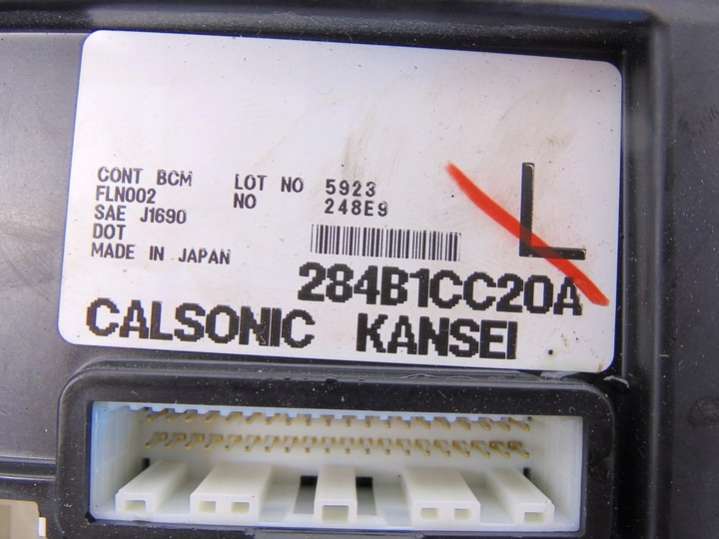 CONT BCM LOT NO 5923
FLN002 NO 248E9
SAE J1690
DOT
MADE IN JAPAN
L
284B1CC20A
CALSONIC KANSEI